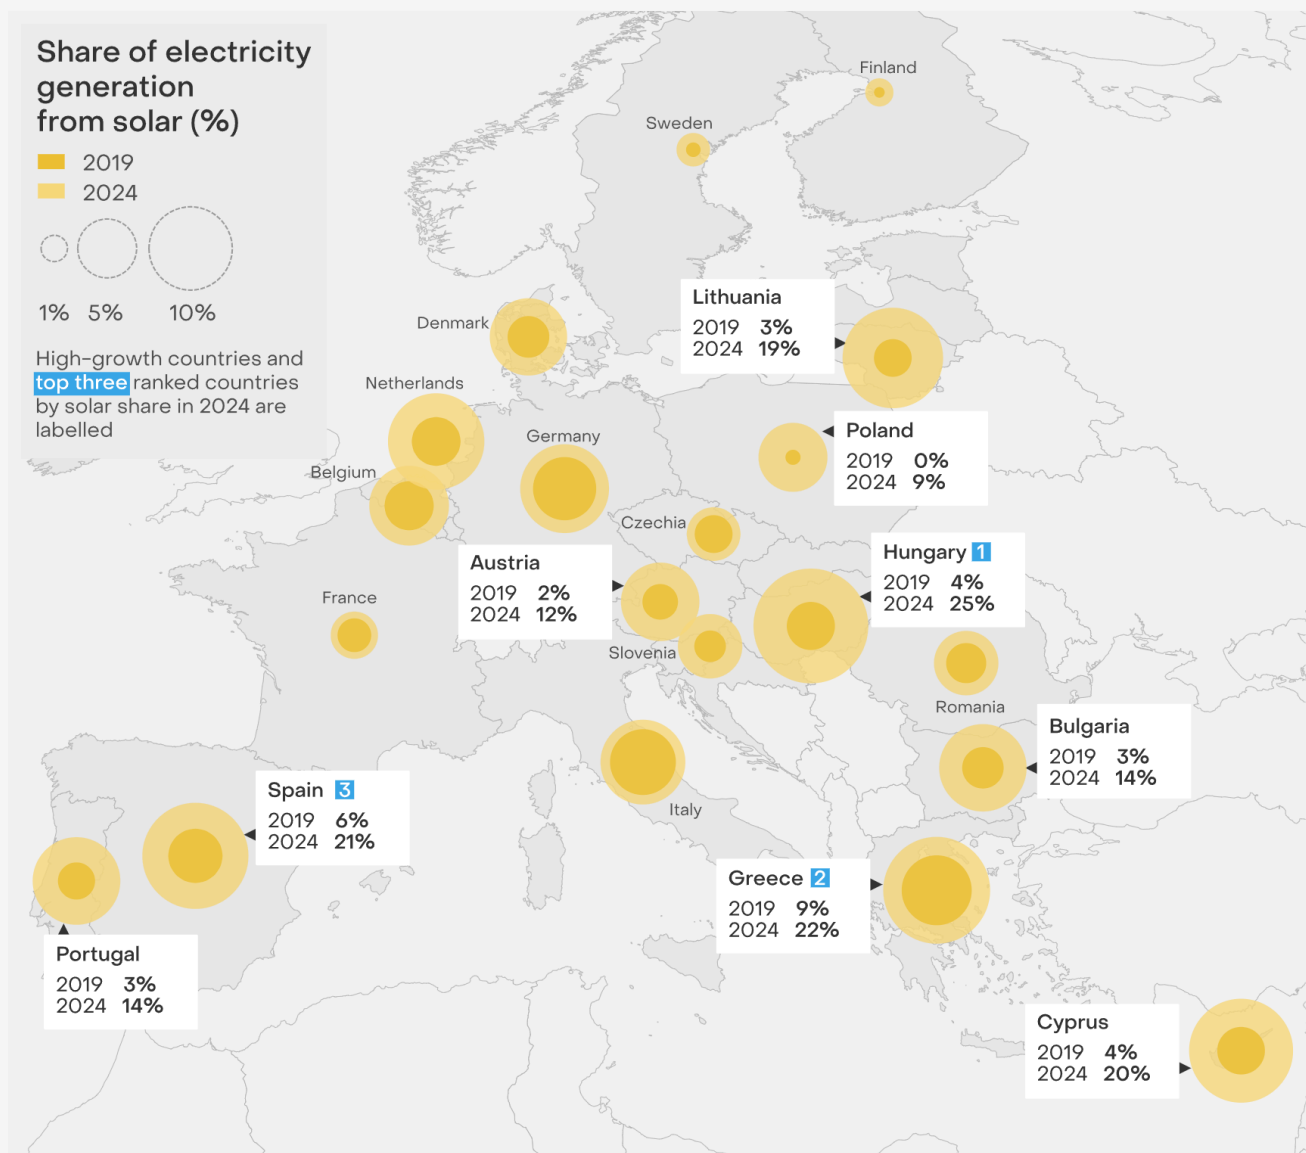 Share of electricity
generation
from solar (%)
2019
2024
1% 5% 10%
High-growth countries and
top three ranked countries
by solar share in 2024 are
labelled
Finland
Sweden
Lithuania
2019 3%
2024 19%
Denmark
Netherlands
Germany
Poland
2019 0%
2024 9%
Belgium
Czechia
Austria
2019 2%
2024 12%
Hungary 1
2019 4%
2024 25%
France
Slovenia
Romania
Bulgaria
2019 3%
2024 14%
Spain 3
2019 6%
2024 21%
Italy
Greece 2
2019 9%
2024 22%
Portugal
2019 3%
2024 14%
Cyprus
2019 4%
2024 20%